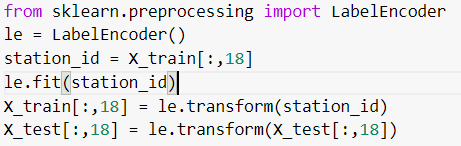 from sklearn.preprocessing import LabelEncoder
le = LabelEncoder()
station_id = X_train[:,18]
le.fit(station_id)
X_train[:,18] = le.transform(station_id)
X_test[:,18] = le.transform(X_test[:,18])